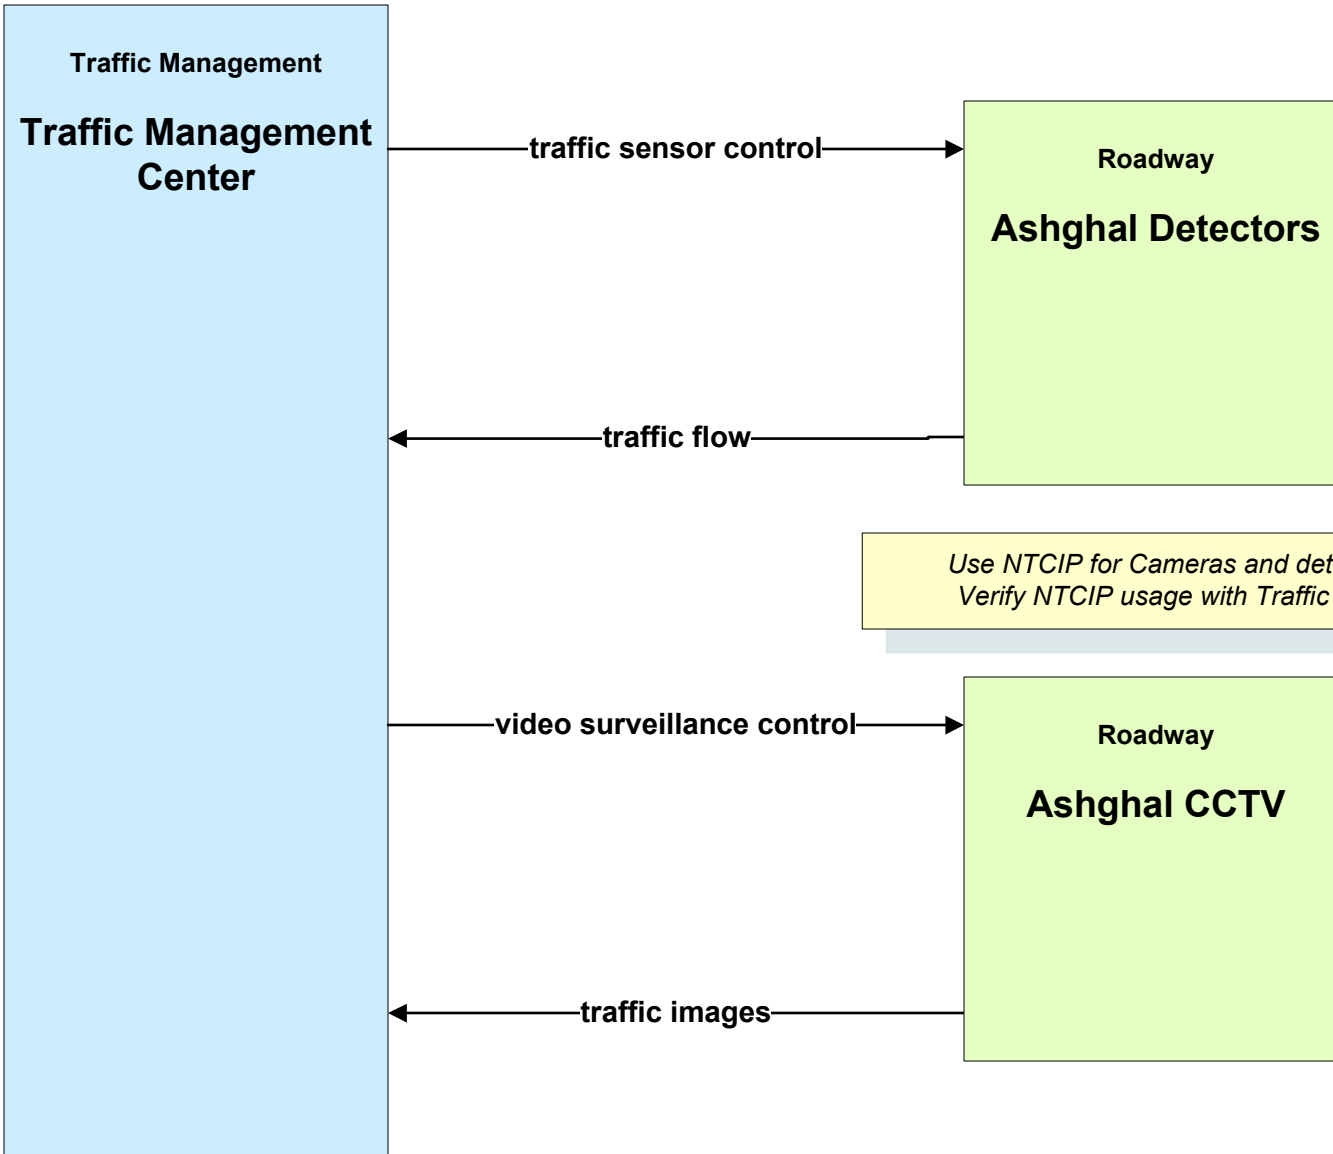 Traffic Management
Traffic Management
Center
traffic sensor control
Roadway
Ashghal Detectors
traffic flow
Use NTCIP for Cameras and det
Verify NTCIP usage with Traffic
video surveillance control
Roadway
Ashghal CCTV
traffic images